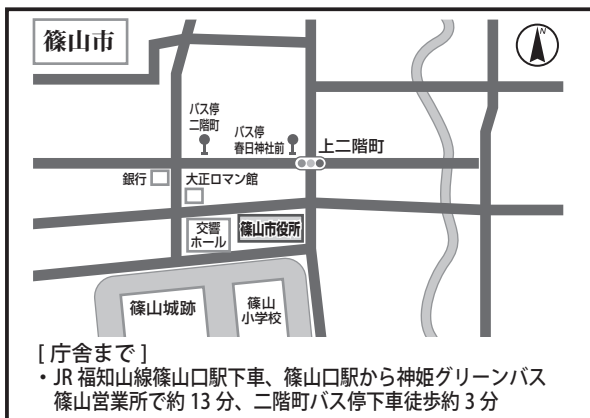 篠山市
N
バス停
二階町
バス停
春日神社前
上二階町
銀行
大正ロマン館
交響
ホール
篠山市役所
篠山城跡
篠山
小学校
[ 庁舎まで ]
・JR 福知山線篠山口駅下車、篠山口駅から神姫グリーンバス
篠山営業所で約 13 分、二階町バス停下車徒歩約 3 分